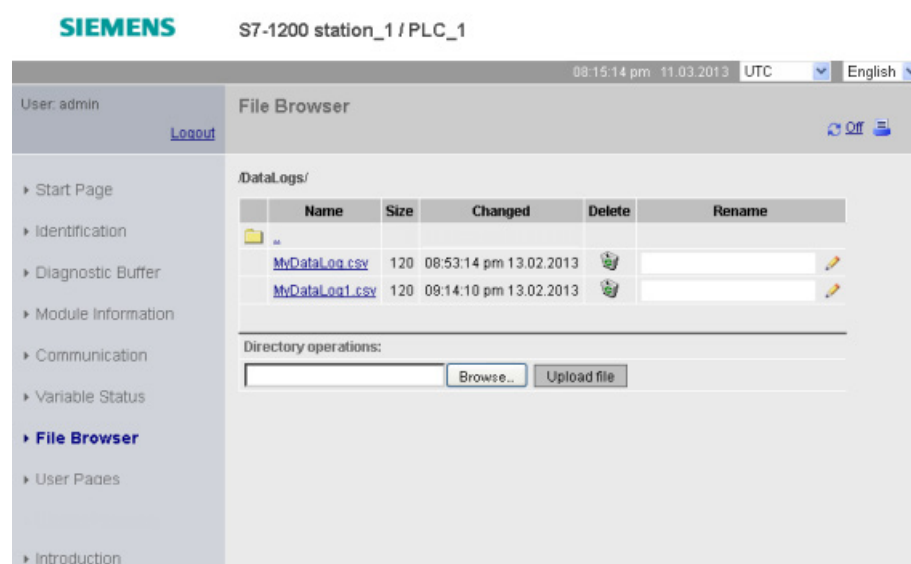 SIEMENS S7-1200 station_1 / PLC_1
08:15:14 pm 11.03.2013 UTC English
User: admin
Logout
File Browser
Off
Start Page
Identification
Diagnostic Buffer
Module Information
Communication
Variable Status
File Browser
User Pages
Introduction
/DataLogs/
Name Size Changed Delete Rename
..
MyDataLog.csv 120 08:53:14 pm 13.02.2013
MyDataLog1.csv 120 09:14:10 pm 13.02.2013
Directory operations:
Browse.. Upload file